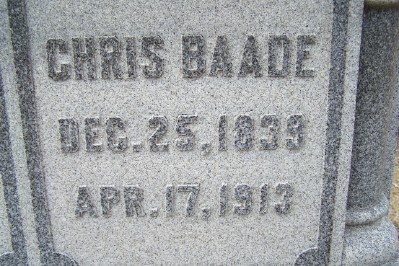 CHRIS BAADE
DEC. 25, 1839
APR. 17, 1913